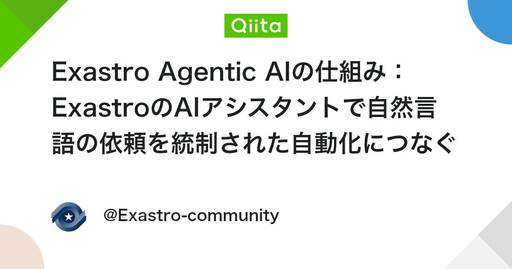 Qiita
Exastro Agentic AIの仕組み：
ExastroのAIアシスタントで自然言
語の依頼を統制された自動化につなぐ
@Exastro-community